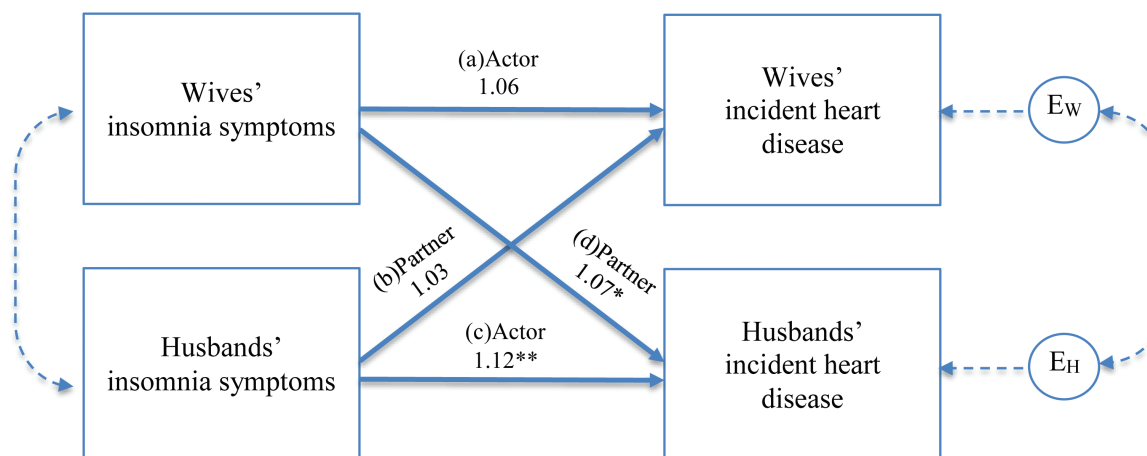 Wives’
insomnia symptoms
(a)Actor
1.06
Wives’
incident heart
disease
EW
(b)Partner
1.03
(d)Partner
1.07*
Husbands’
insomnia symptoms
(c)Actor
1.12**
Husbands’
incident heart
disease
EH